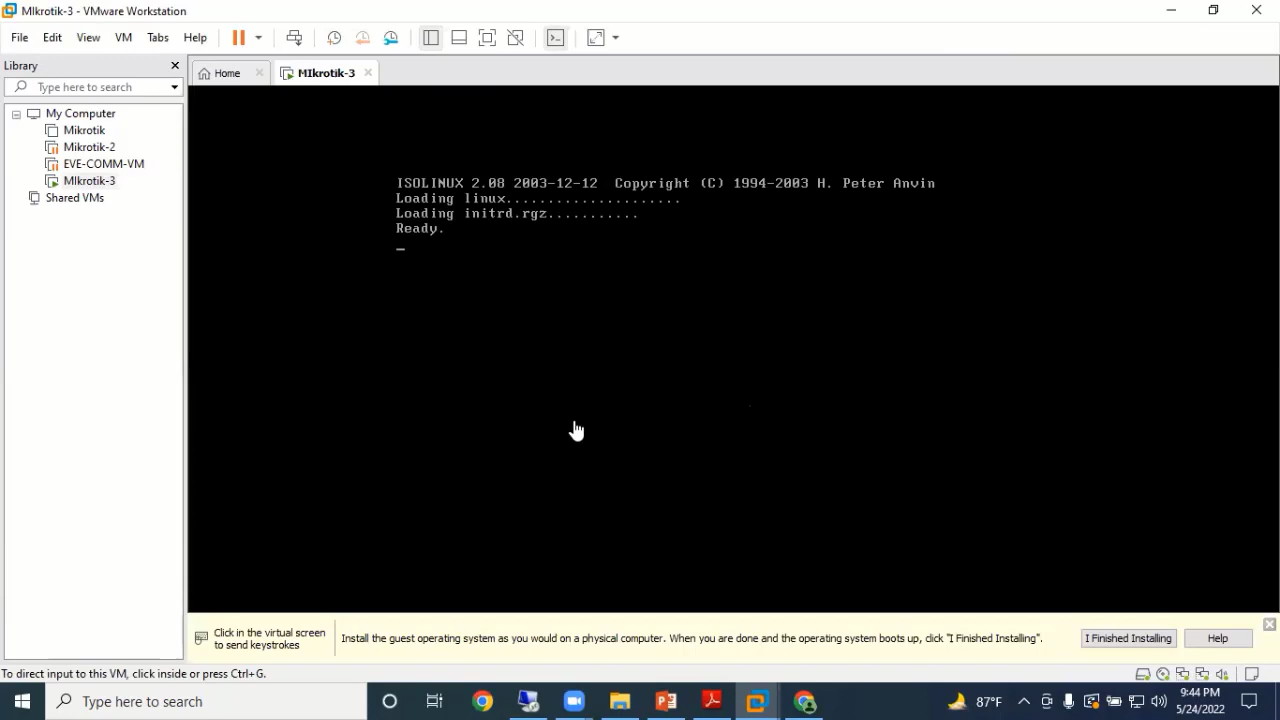 MIkrotik-3 - VMware Workstation
File Edit View VM Tabs Help
Library
Type here to search
My Computer
Mikrotik
Mikrotik-2
EVE-COMM-VM
MIkrotik-3
Shared VMs
Home
MIkrotik-3
ISOLINUX 2.08 2003-12-12  Copyright (C) 1994-2003 H. Peter Anvin
Loading linux.....................
Loading initrd.rgz...........
Ready.
_
Click in the virtual screen
to send keystrokes
Install the guest operating system as you would on a physical computer. When you are done and the operating system boots up, click "I Finished Installing".
I Finished Installing
Help
To direct input to this VM, click inside or press Ctrl+G.
Type here to search
87°F
9:44 PM
5/24/2022